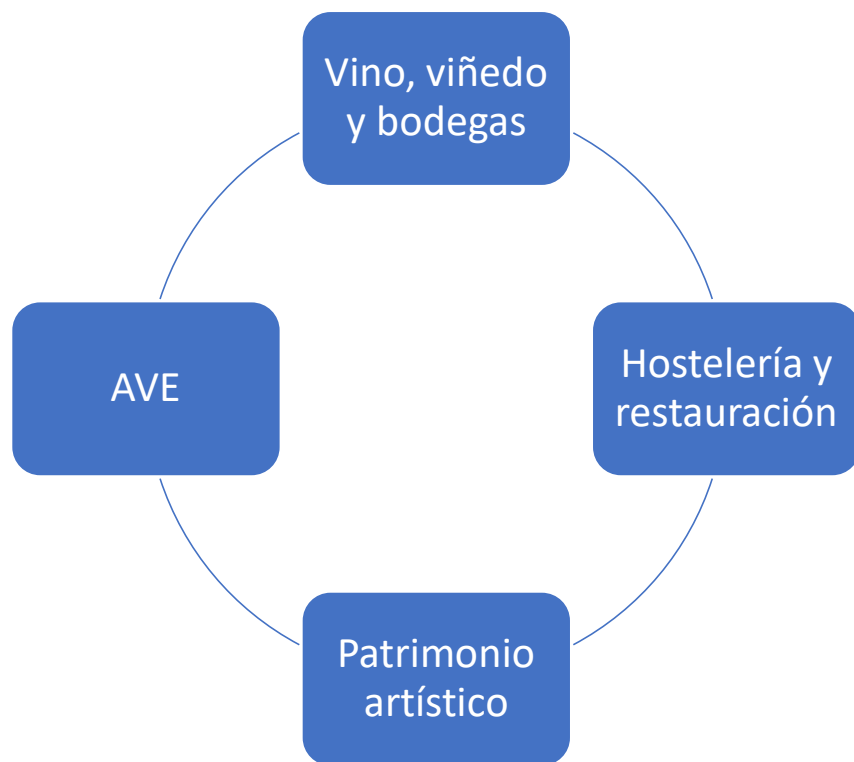 Vino, viñedo
y bodegas
AVE
Hostelería y
restauración
Patrimonio
artístico